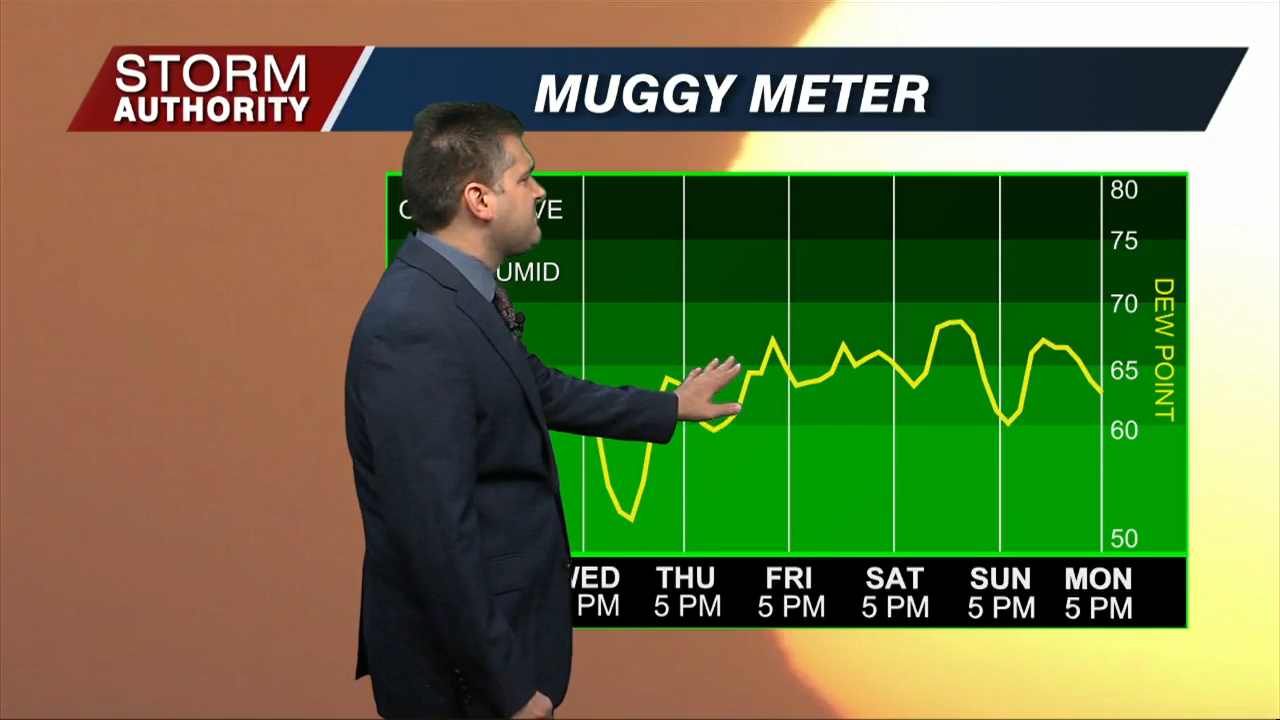 STORM
AUTHORITY
MUGGY METER
80
75
UMID
70
65
60
50
DEW POINT
THU
FRI
SAT
SUN
MON
PM
5 PM
5 PM
5 PM
5 PM
5 PM